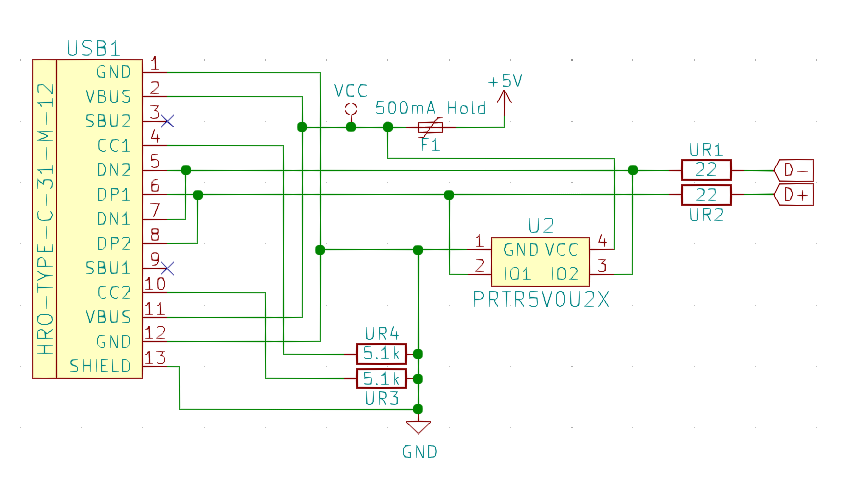 USB1
HRO-TYPE-C-31-M-12
GND 1
VBUS 2
SBU2 3
CC1 4
DN2 5
DP1 6
DN1 7
DP2 8
SBU1 9
CC2 10
VBUS 11
GND 12
SHIELD 13
VCC
500mA Hold
F1
+5V
UR1
22
D-
22
D+
UR2
U2
1 GND VCC 4
2 IO1 IO2 3
PRTR5V0U2X
UR4
5.1k
5.1k
UR3
GND